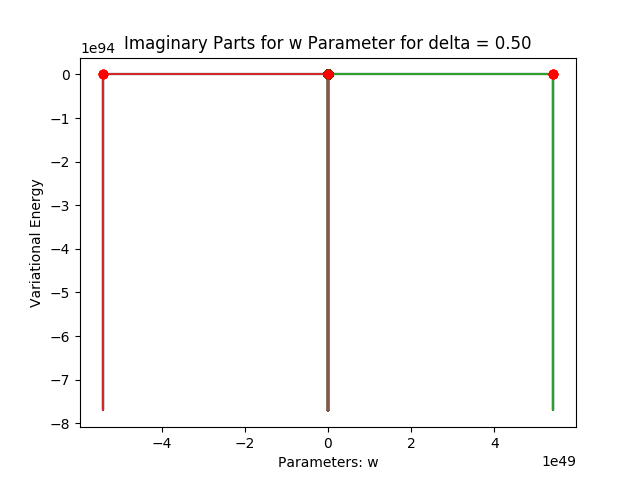 Imaginary Parts for w Parameter for delta = 0.50
1e94
0
−1
−2
−3
−4
−5
−6
−7
−8
Variational Energy
−4 −2 0 2 4
1e49
Parameters: w